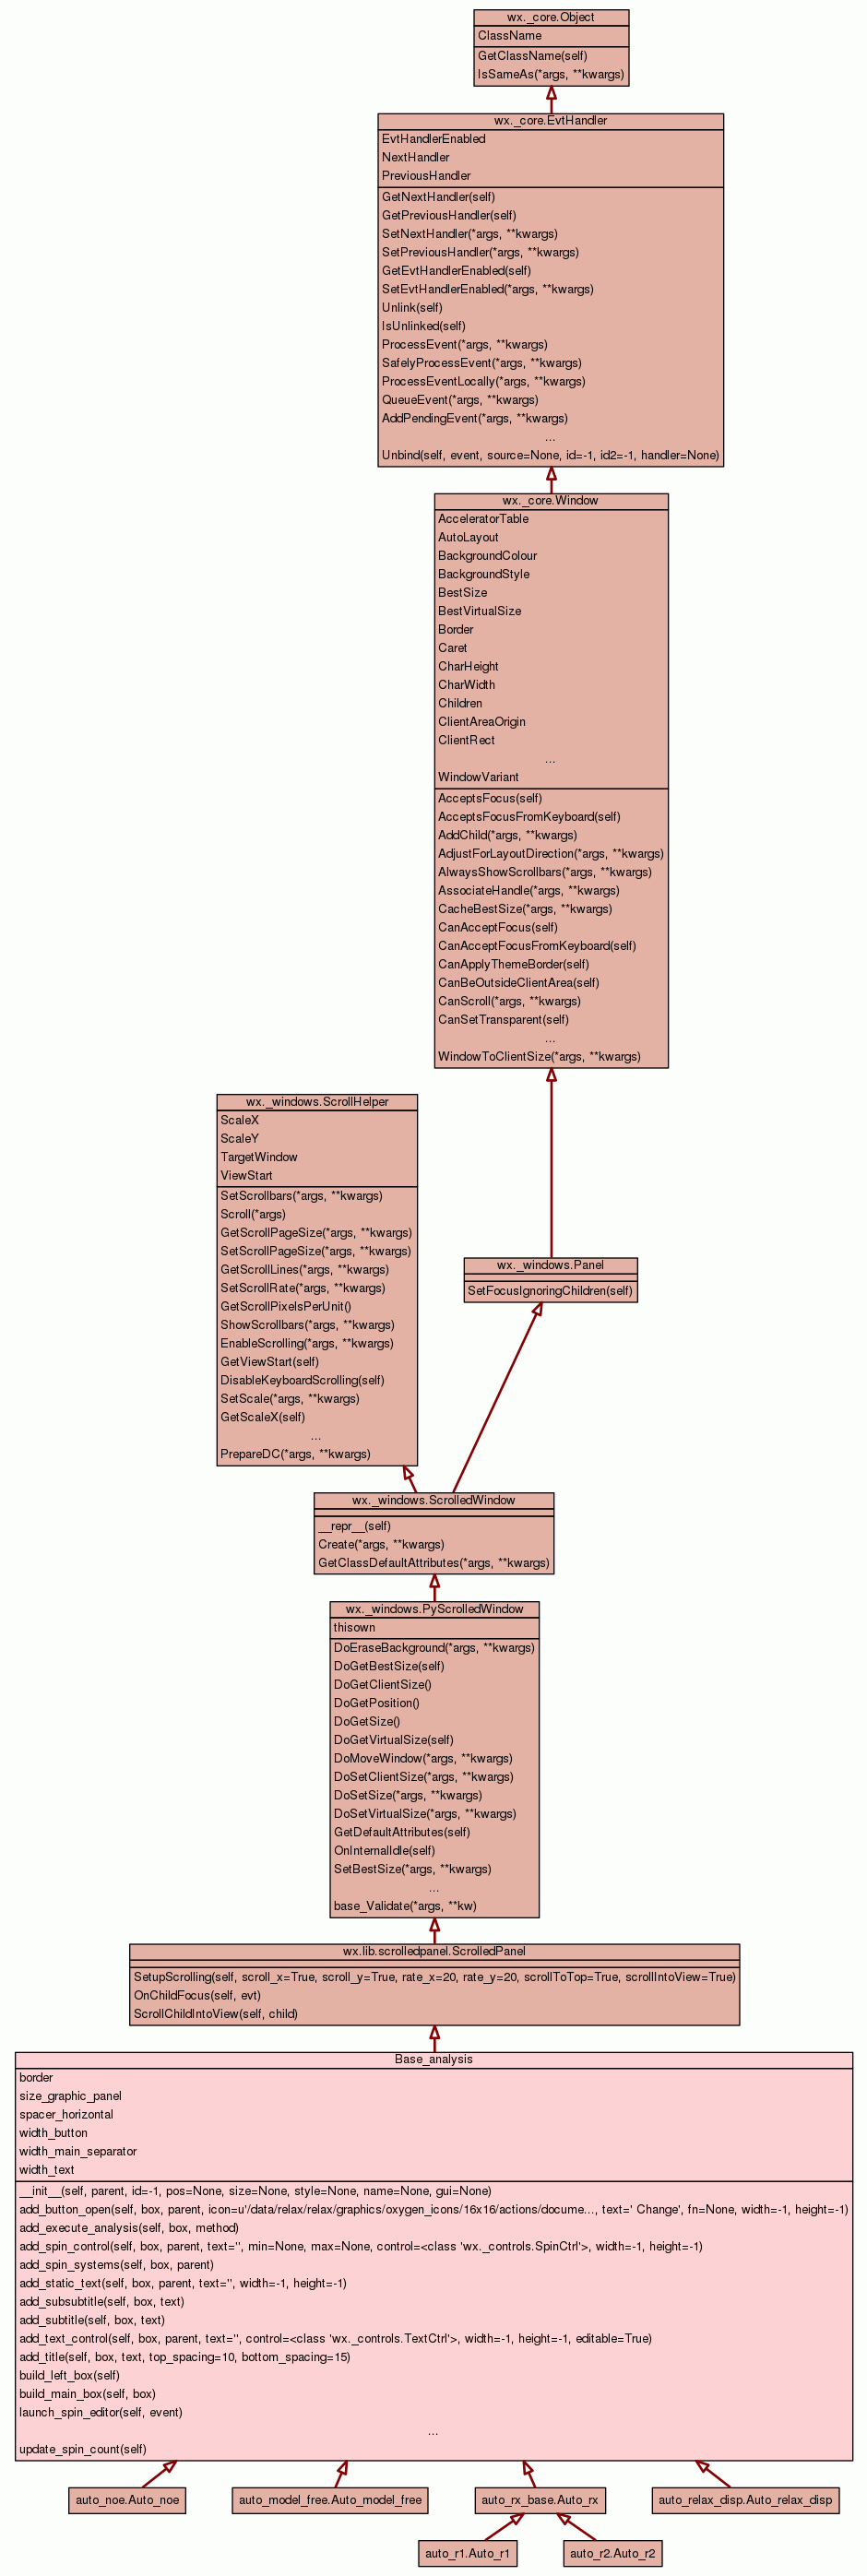 wx._core.Object
ClassName
GetClassName(self)
IsSameAs(*args, **kwargs)
wx._core.EvtHandler
EvtHandlerEnabled
NextHandler
PreviousHandler
GetNextHandler(self)
GetPreviousHandler(self)
SetNextHandler(*args, **kwargs)
SetPreviousHandler(*args, **kwargs)
GetEvtHandlerEnabled(self)
SetEvtHandlerEnabled(*args, **kwargs)
Unlink(self)
IsUnlinked(self)
ProcessEvent(*args, **kwargs)
SafelyProcessEvent(*args, **kwargs)
ProcessEventLocally(*args, **kwargs)
QueueEvent(*args, **kwargs)
AddPendingEvent(*args, **kwargs)
...
Unbind(self, event, source=None, id=-1, id2=-1, handler=None)
wx._core.Window
AcceleratorTable
AutoLayout
BackgroundColour
BackgroundStyle
BestSize
BestVirtualSize
Border
Caret
CharHeight
CharWidth
Children
ClientAreaOrigin
ClientRect
...
WindowVariant
AcceptsFocus(self)
AcceptsFocusFromKeyboard(self)
AddChild(*args, **kwargs)
AdjustForLayoutDirection(*args, **kwargs)
AlwaysShowScrollbars(*args, **kwargs)
AssociateHandle(*args, **kwargs)
CacheBestSize(*args, **kwargs)
CanAcceptFocus(self)
CanAcceptFocusFromKeyboard(self)
CanApplyThemeBorder(self)
CanBeOutsideClientArea(self)
CanScroll(*args, **kwargs)
CanSetTransparent(self)
...
WindowToClientSize(*args, **kwargs)
wx._windows.ScrollHelper
ScaleX
ScaleY
TargetWindow
ViewStart
SetScrollbars(*args, **kwargs)
Scroll(*args)
GetScrollPageSize(*args, **kwargs)
SetScrollPageSize(*args, **kwargs)
GetScrollLines(*args, **kwargs)
SetScrollRate(*args, **kwargs)
GetScrollPixelsPerUnit()
ShowScrollbars(*args, **kwargs)
EnableScrolling(*args, **kwargs)
GetViewStart(self)
DisableKeyboardScrolling(self)
SetScale(*args, **kwargs)
GetScaleX(self)
...
PrepareDC(*args, **kwargs)
wx._windows.Panel
SetFocusIgnoringChildren(self)
wx._windows.ScrolledWindow
__repr__(self)
Create(*args, **kwargs)
GetClassDefaultAttributes(*args, **kwargs)
wx._windows.PyScrolledWindow
thisown
DoEraseBackground(*args, **kwargs)
DoGetBestSize(self)
DoGetClientSize()
DoGetPosition()
DoGetSize()
DoGetVirtualSize(self)
DoMoveWindow(*args, **kwargs)
DoSetClientSize(*args, **kwargs)
DoSetSize(*args, **kwargs)
DoSetVirtualSize(*args, **kwargs)
GetDefaultAttributes(self)
OnInternalIdle(self)
SetBestSize(*args, **kwargs)
...
base_Validate(*args, **kw)
wx.lib.scrolledpanel.ScrolledPanel
SetupScrolling(self, scroll_x=True, scroll_y=True, rate_x=20, rate_y=20, scrollToTop=True, scrollIntoView=True)
OnChildFocus(self, evt)
ScrollChildIntoView(self, child)
Base_analysis
border
size_graphic_panel
spacer_horizontal
width_button
width_main_separator
width_text
__init__(self, parent, id=-1, pos=None, size=None, style=None, name=None, gui=None)
add_button_open(self, box, parent, icon=u'/data/relax/relax/graphics/oxygen_icons/16x16/actions/docume..., text=' Change', fn=None, width=-1, height=-1)
add_execute_analysis(self, box, method)
add_spin_control(self, box, parent, text='', min=None, max=None, control=<class 'wx._controls.SpinCtrl'>, width=-1, height=-1)
add_spin_systems(self, box, parent)
add_static_text(self, box, parent, text='', width=-1, height=-1)
add_subsubtitle(self, box, text)
add_subtitle(self, box, text)
add_text_control(self, box, parent, text='', control=<class 'wx._controls.TextCtrl'>, width=-1, height=-1, editable=True)
add_title(self, box, text, top_spacing=10, bottom_spacing=15)
build_left_box(self)
build_main_box(self, box)
launch_spin_editor(self, event)
...
update_spin_count(self)
auto_noe.Auto_noe
auto_model_free.Auto_model_free
auto_rx_base.Auto_rx
auto_relax_disp.Auto_relax_disp
auto_r1.Auto_r1
auto_r2.Auto_r2